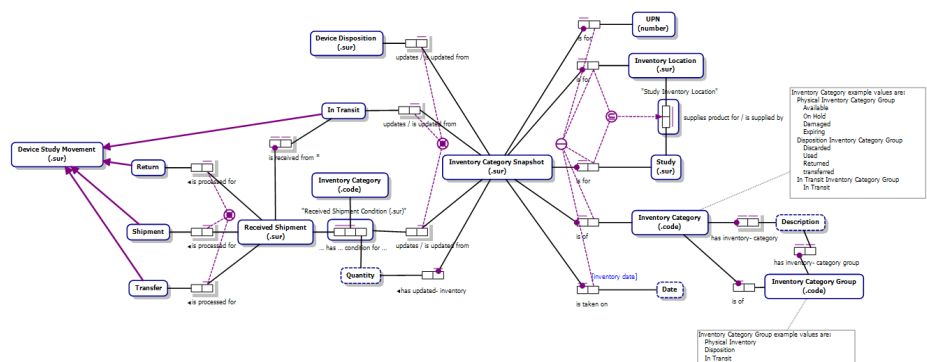 UPN
(number)
is for
Device Disposition
(.sur)
updates / is updated from
Inventory Location
(.sur)
is for
"Study Inventory Location"
supplies product for / is supplied by
Inventory Category example values are:
Physical Inventory Category Group
Available
On Hold
Damaged
Expiring
Disposition Inventory Category Group
Discarded
Used
Returned
transferred
In Transit Inventory Category Group
In Transit
In Transit
updates / is updated from
Device Study Movement
(.sur)
is received from *
Return
◄is processed for
Inventory Category
(.code)
Inventory Category Snapshot
(.sur)
is for
Study
(.sur)
"Received Shipment Condition (.sur)"
Shipment
◄is processed for
Received Shipment
(.sur)
... has ... condition for ...
updates / is updated from
is of
Inventory Category
(.code)
has inventory- category
Description
has inventory- category group
Quantity
◄has updated- inventory
Transfer
◄is processed for
[inventory date]
is taken on
Date
is of
Inventory Category Group
(.code)
Inventory Category Group example values are:
Physical Inventory
Disposition
In Transit